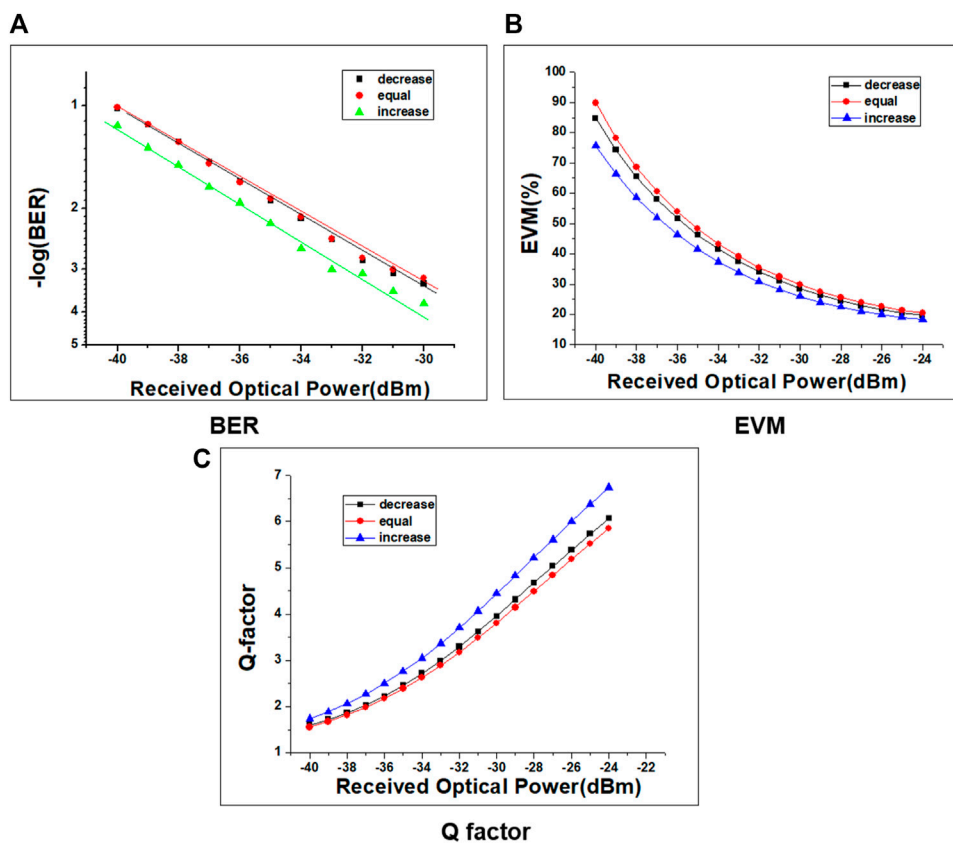 A
decrease
equal
increase
1
2
3
4
5
-log(BER)
-40
-38
-36
-34
-32
-30
Received Optical Power(dBm)
BER
B
decrease
equal
increase
100
90
80
70
60
50
40
30
20
10
EVM(%)
-40
-38
-36
-34
-32
-30
-28
-26
-24
Received Optical Power(dBm)
EVM
C
decrease
equal
increase
7
6
5
4
3
2
1
Q-factor
-40
-38
-36
-34
-32
-30
-28
-26
-24
-22
Received Optical Power(dBm)
Q factor